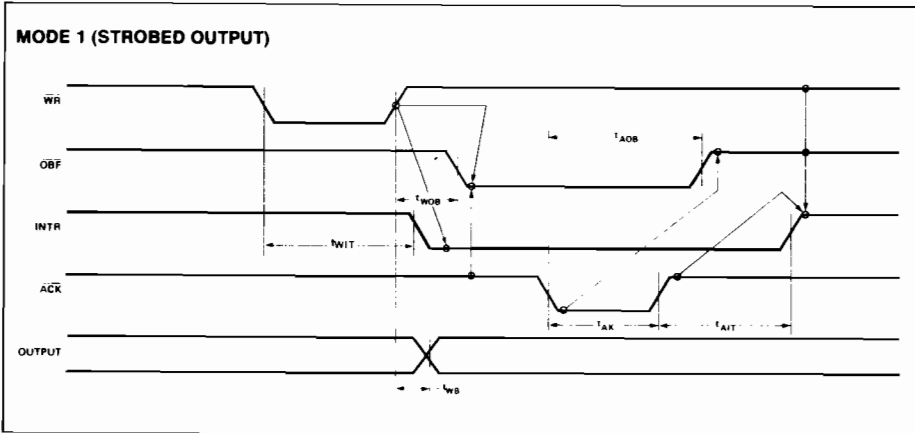 MODE 1 (STROBED OUTPUT)
WR
tAOB
OBF
tWOB
INTR
tWIT
ACK
tAK
tAIT
OUTPUT
tWB